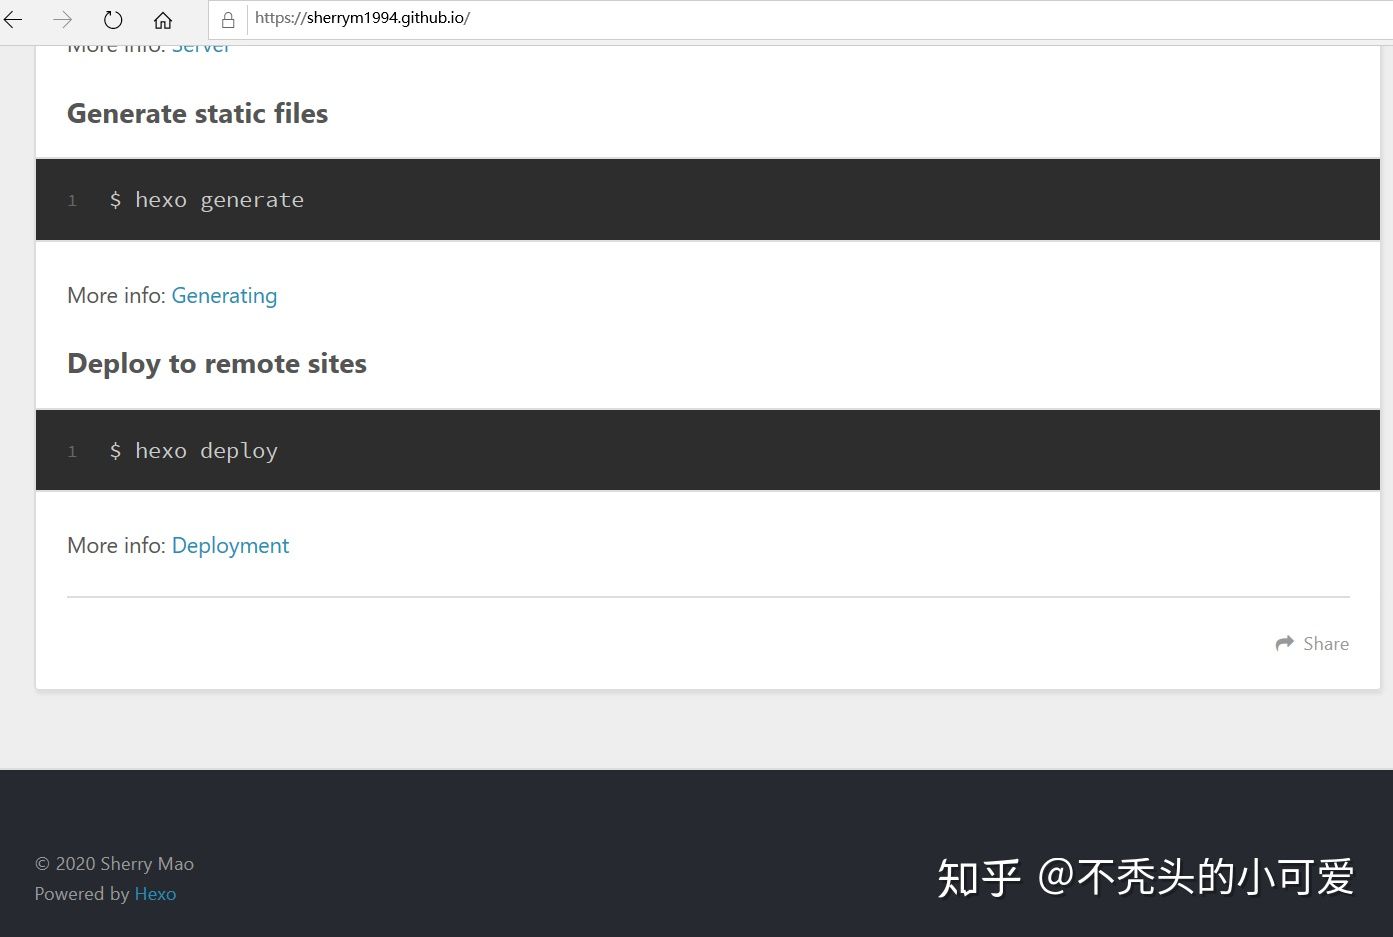 https://sherrym1994.github.io/
More info: Server
Generate static files
1 $ hexo generate
More info: Generating
Deploy to remote sites
1 $ hexo deploy
More info: Deployment
Share
© 2020 Sherry Mao
Powered by Hexo
知乎 @不秃头的小可爱